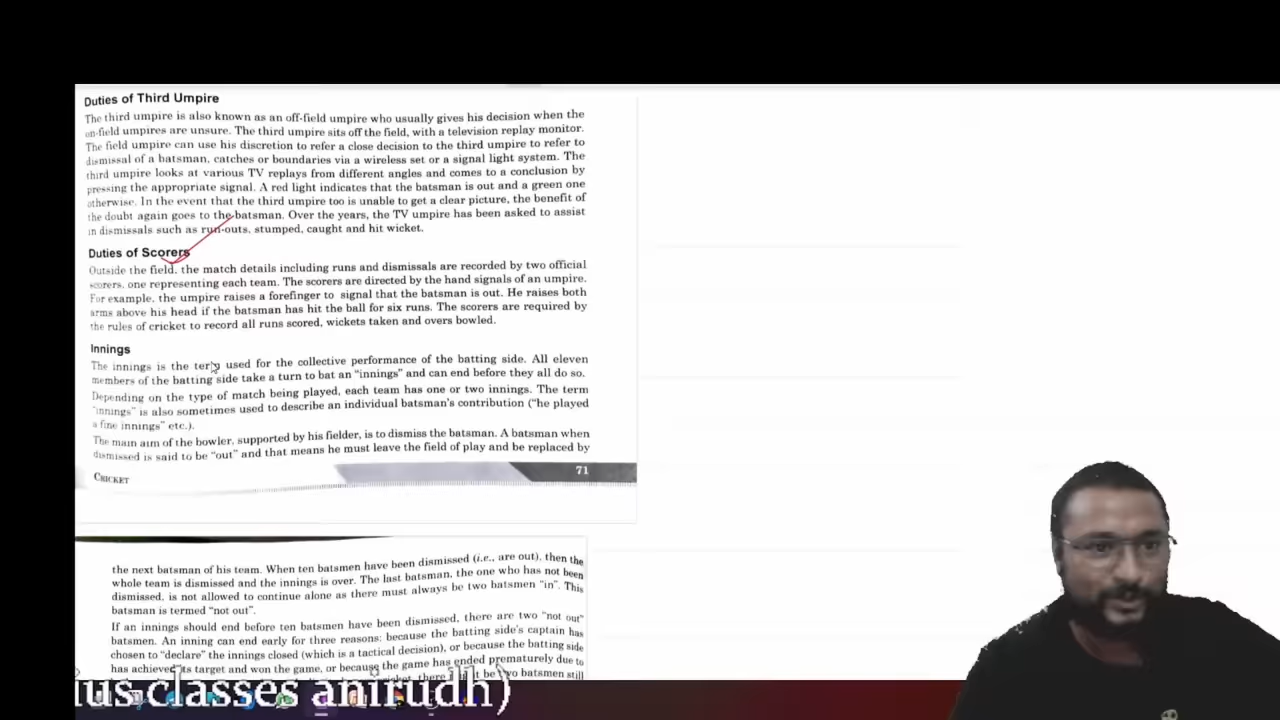 Duties of Third Umpire
The third umpire is also known as an off-field umpire who usually gives his decision when the
on-field umpires are unsure. The third umpire sits off the field, with a television replay monitor.
The field umpire can use his discretion to refer a close decision to the third umpire to refer to
dismissal of a batsman, catches or boundaries via a wireless set or a signal light system. The
third umpire looks at various TV replays from different angles and comes to a conclusion by
pressing the appropriate signal. A red light indicates that the batsman is out and a green one
otherwise. In the event that the third umpire too is unable to get a clear picture, the benefit of
the doubt again goes to the batsman. Over the years, the TV umpire has been asked to assist
in dismissals such as run-outs, stumped, caught and hit wicket.
Duties of Scorers
Outside the field, the match details including runs and dismissals are recorded by two official
scorers, one representing each team. The scorers are directed by the hand signals of an umpire.
For example, the umpire raises a forefinger to signal that the batsman is out. He raises both
arms above his head if the batsman has hit the ball for six runs. The scorers are required by
the rules of cricket to record all runs scored, wickets taken and overs bowled.
Innings
The innings is the term used for the collective performance of the batting side. All eleven
members of the batting side take a turn to bat an “innings” and can end before they all do so.
Depending on the type of match being played, each team has one or two innings. The term
“innings” is also sometimes used to describe an individual batsman's contribution (“he played
a fine innings” etc.).
The main aim of the bowler, supported by his fielder, is to dismiss the batsman. A batsman when
dismissed is said to be “out” and that means he must leave the field of play and be replaced by
CRICKET 71
the next batsman of his team. When ten batsmen have been dismissed (i.e., are out), then the
whole team is dismissed and the innings is over. The last batsman, the one who has not been
dismissed, is not allowed to continue alone as there must always be two batsmen “in”. This
batsman is termed “not out”.
If an innings should end before ten batsmen have been dismissed, there are two “not out”
batsmen. An inning can end early for three reasons: because the batting side's captain has
chosen to “declare” the innings closed (which is a tactical decision), or because the batting side
has achieved its target and won the game, or because the game has ended prematurely due to
batsmen still
ius classes anirudh)